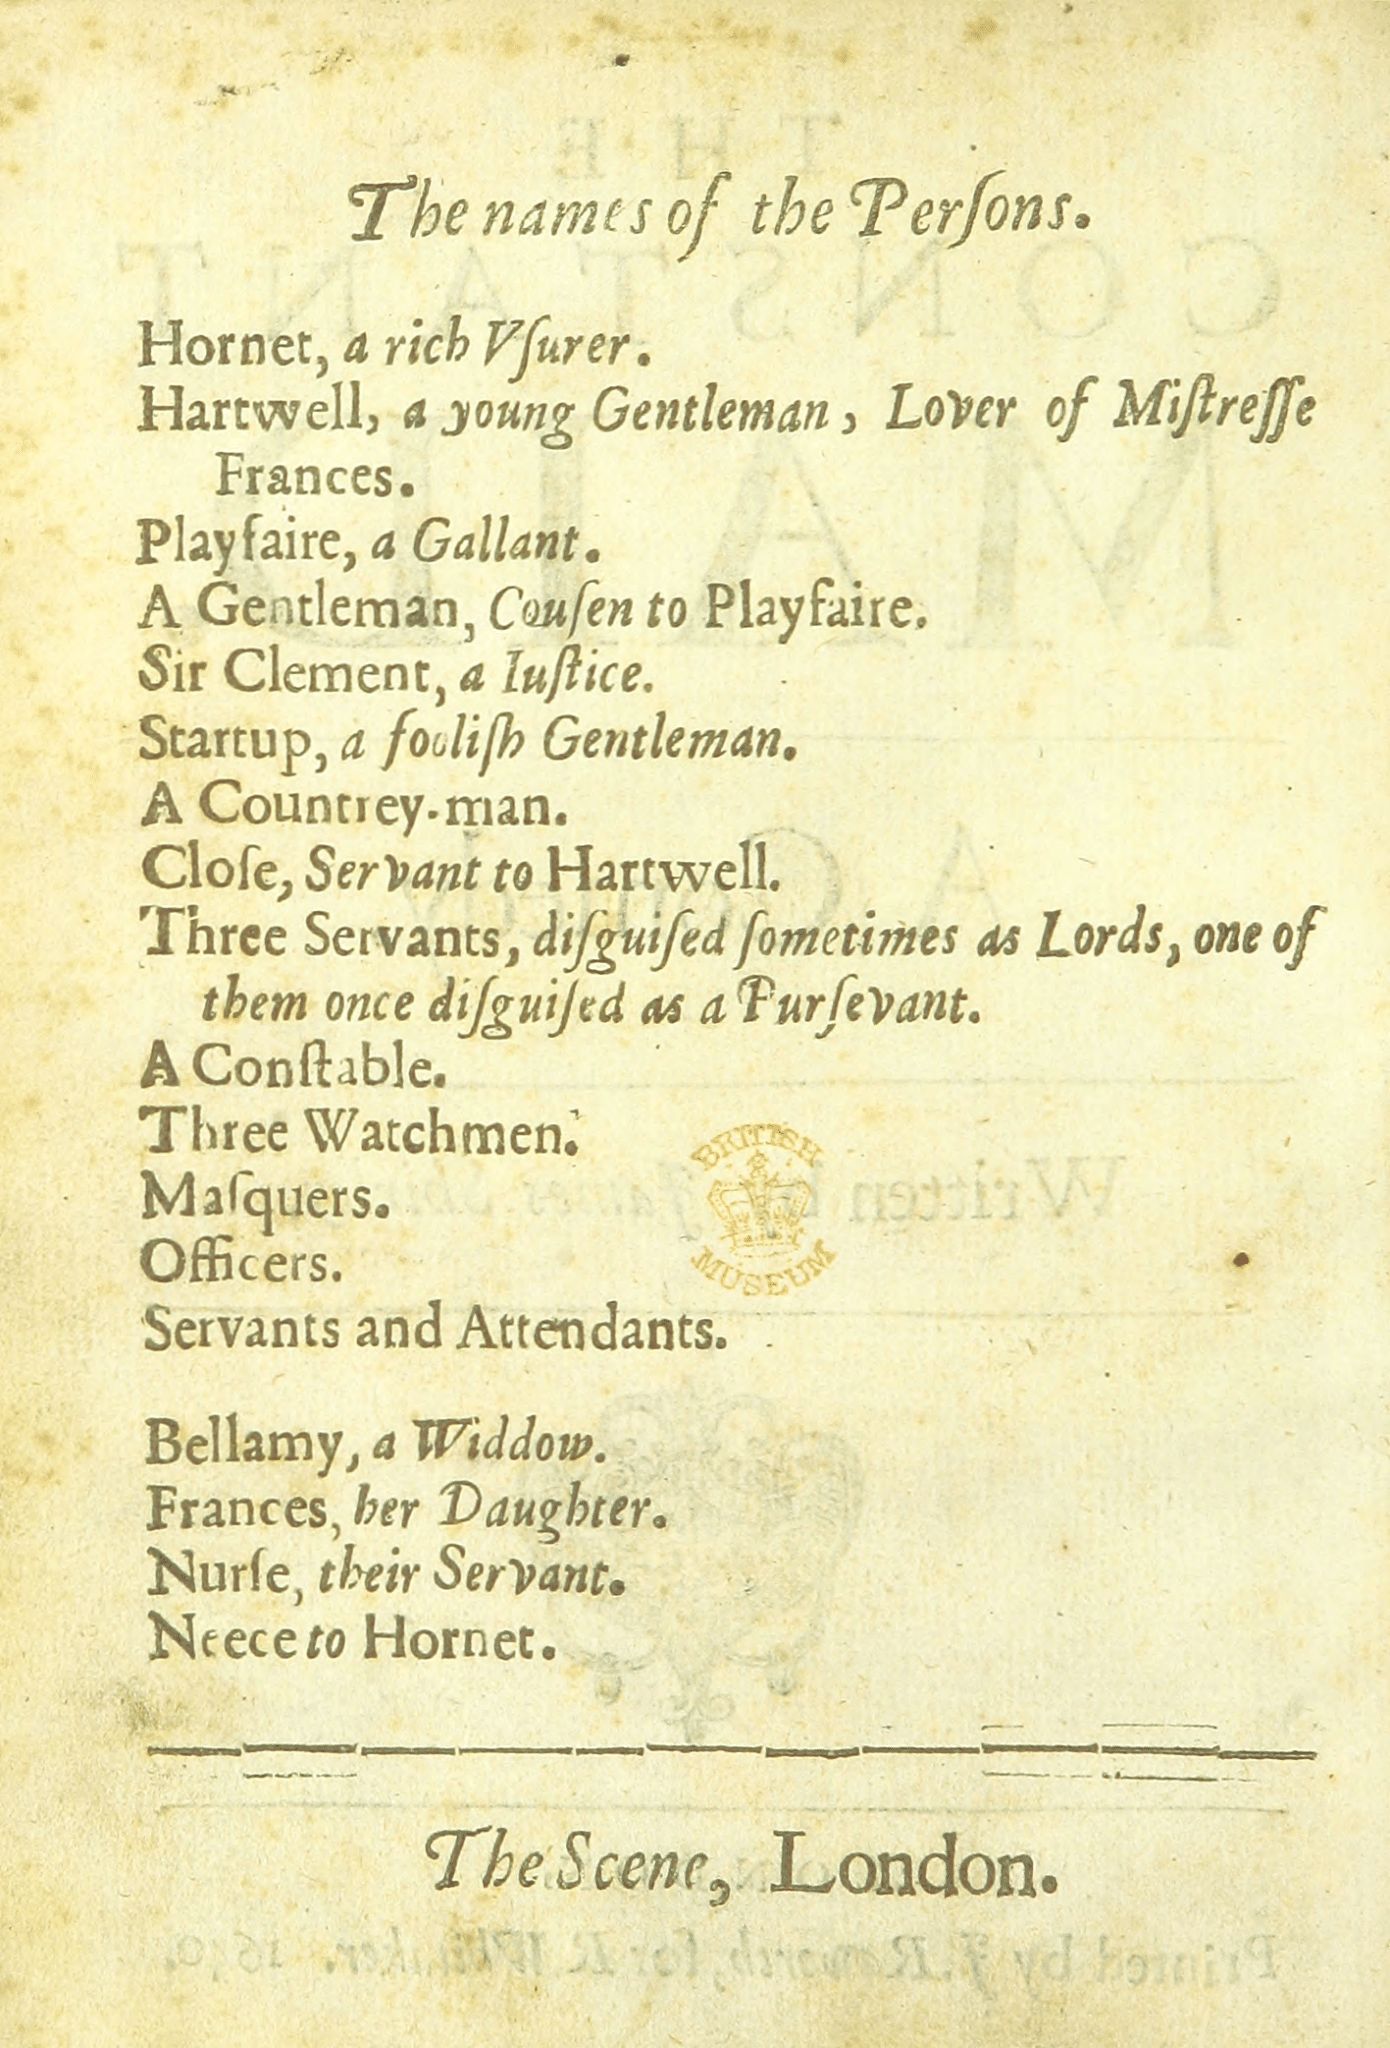 The names of the Perſons.
Hornet, a rich Vſurer.
Hartwell, a young Gentleman, Lover of Miſtreſſe
Frances.
Playfaire, a Gallant.
A Gentleman, Couſen to Playfaire.
Sir Clement, a Iuſtice.
Startup, a fooliſh Gentleman.
A Countrey-man.
Cloſe, Servant to Hartwell.
Three Servants, diſguiſed ſometimes as Lords, one of
them once diſguiſed as a Purſevant.
A Conſtable.
Three Watchmen.
Maſquers.
Officers.
BRITISH
MUSEUM
Servants and Attendants.
Bellamy, a Widdow.
Frances, her Daughter.
Nurſe, their Servant.
Neece to Hornet.
The Scene, London.